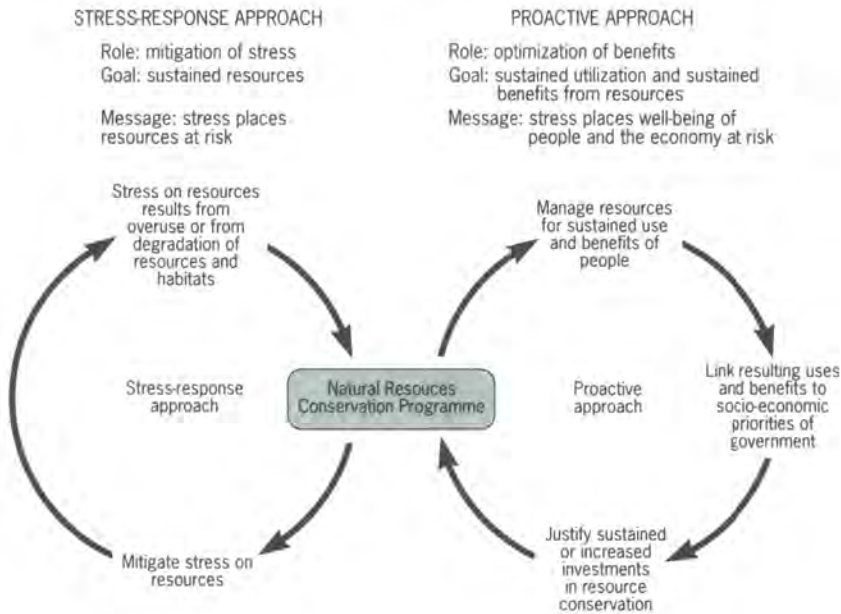 STRESS-RESPONSE APPROACH
Role: mitigation of stress
Goal: sustained resources
Message: stress places
resources at risk
PROACTIVE APPROACH
Role: optimization of benefits
Goal: sustained utilization and sustained
benefits from resources
Message: stress places well-being of
people and the economy at risk
Stress on resources
results from
overuse or from
degradation of
resources and
habitats
Stress-response
approach
Mitigate stress on
resources
Natural Resouces
Conservation Programme
Manage resources
for sustained use
and benefits of
people
Proactive
approach
Link resulting uses
and benefits to
socio-economic
priorities of
government
Justify sustained
or increased
investments
in resource
conservation